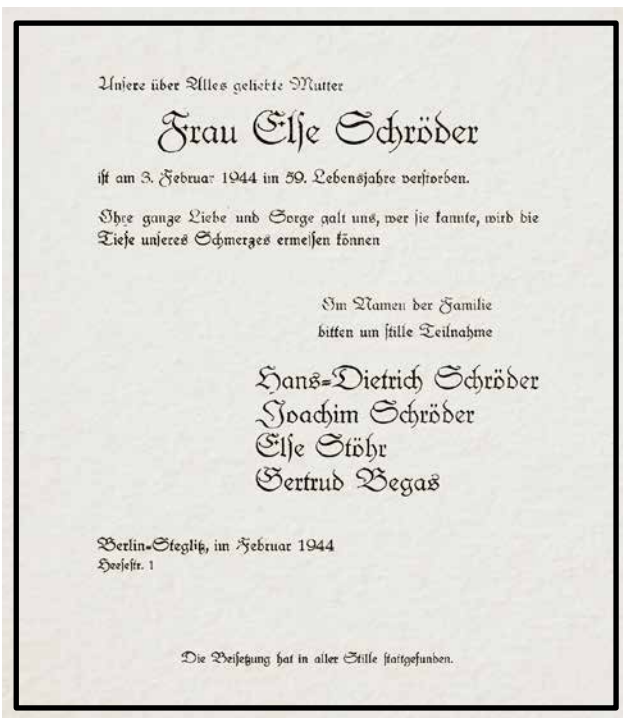 Unsere über Alles geliebte Mutter
Frau Else Schröder
ist am 3. Februar 1944 im 59. Lebensjahre verstorben.
Ihre ganze Liebe und Sorge galt uns, wer sie kannte, wird die
Tiefe unseres Schmerzes ermessen können
Im Namen der Familie
bitten um stille Teilnahme
Hans-Dietrich Schröder
Joachim Schröder
Else Stöhr
Gertrud Begas
Berlin-Steglitz, im Februar 1944
Heesestr. 1
Die Beisetzung hat in aller Stille stattgefunden.